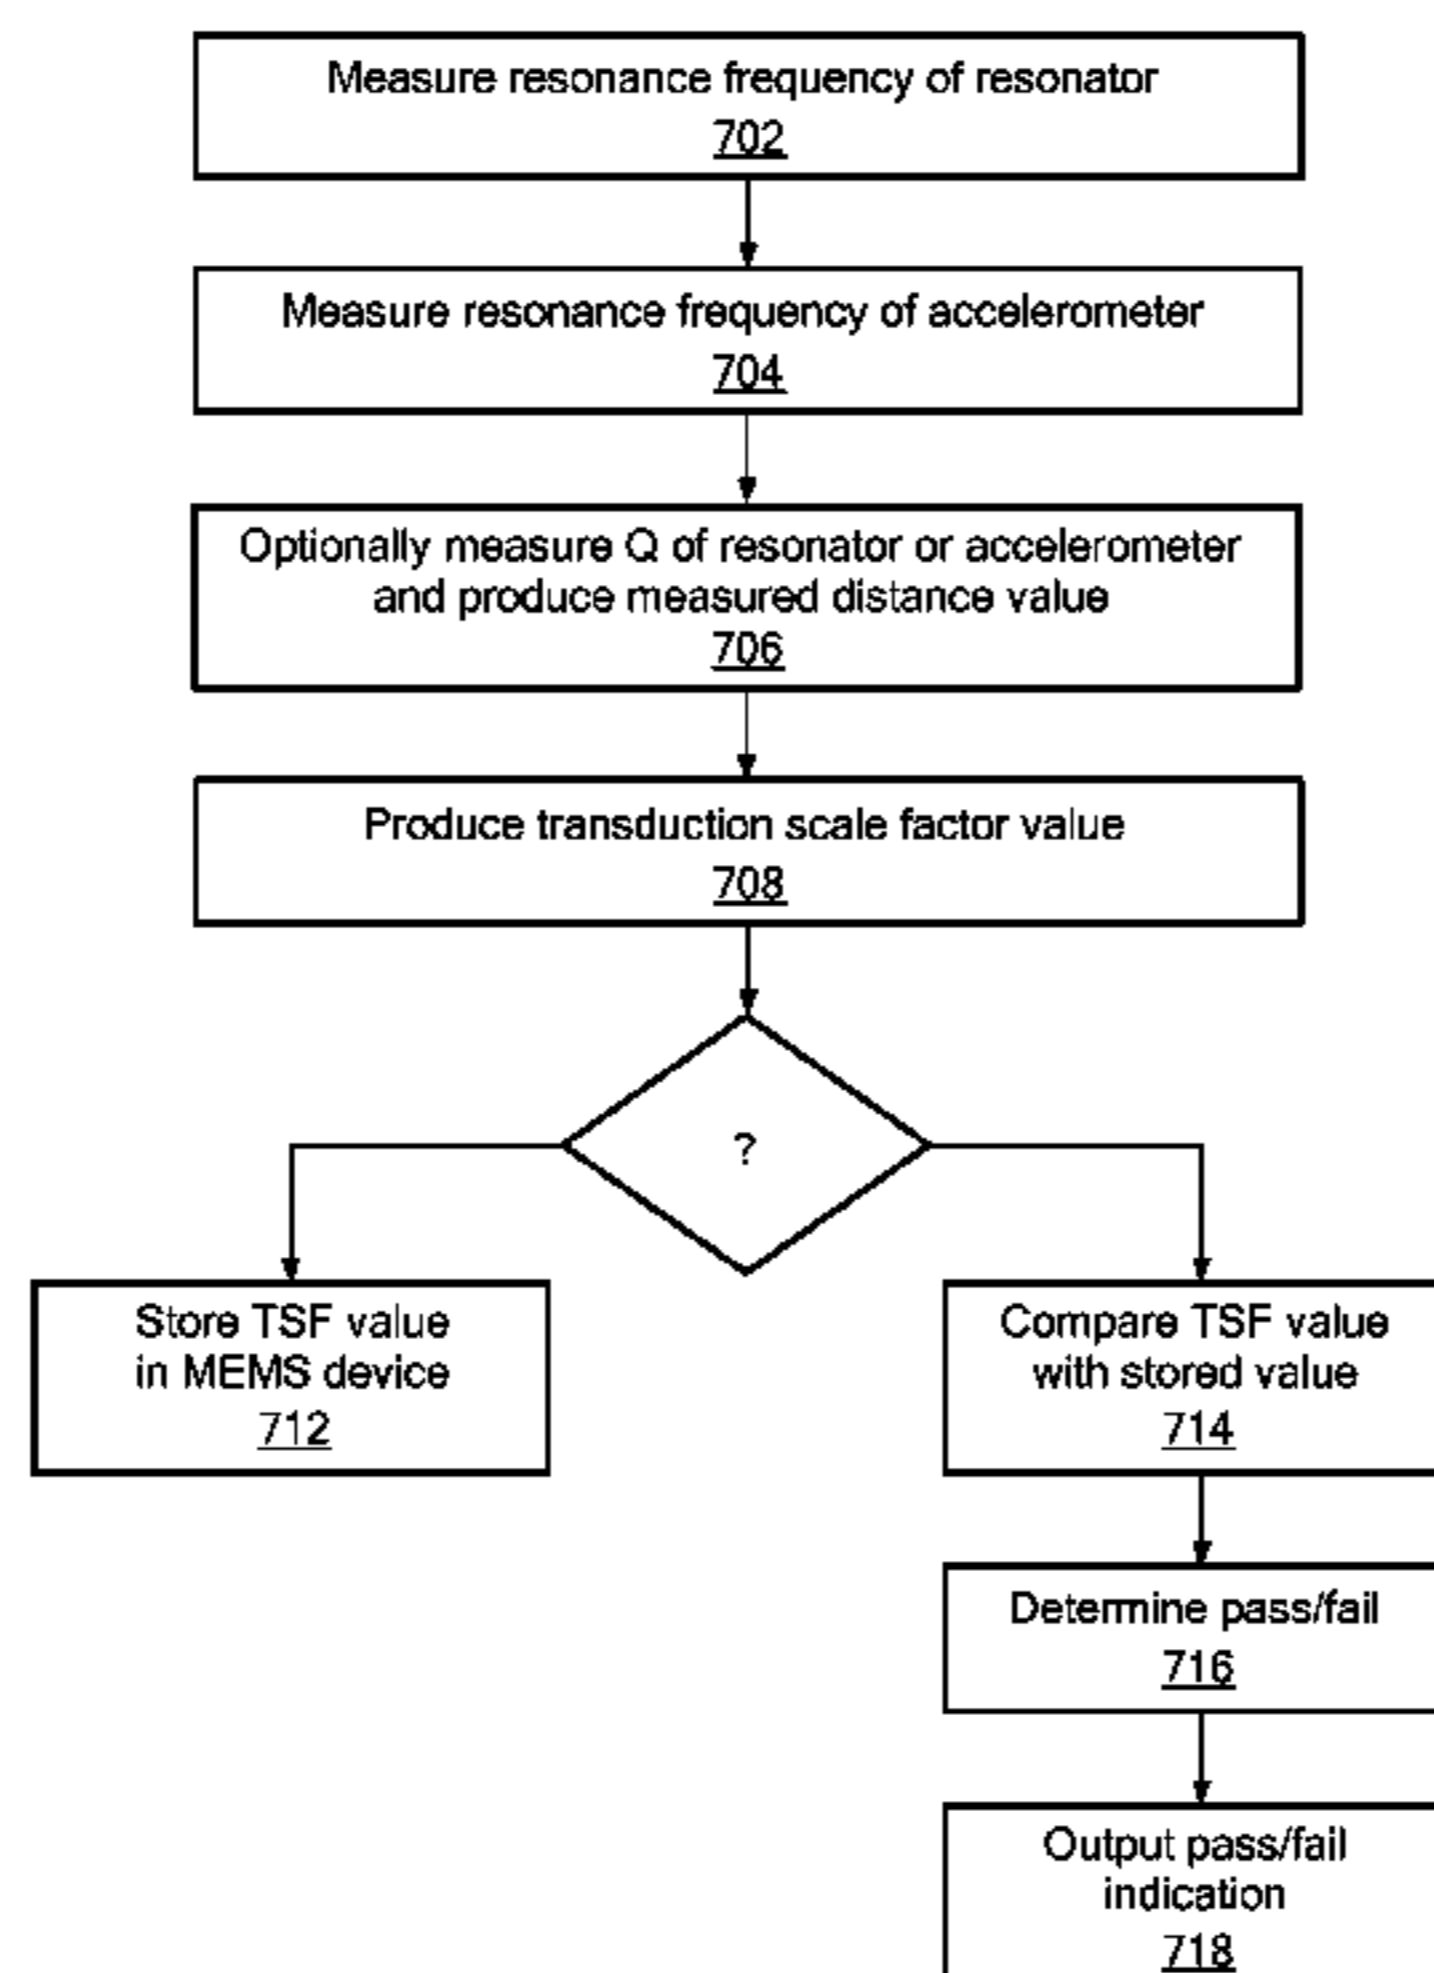 Measure resonance frequency of resonator
702
Measure resonance frequency of accelerometer
704
Optionally measure Q of resonator or accelerometer
and produce measured distance value
706
Produce transduction scale factor value
708
?
Store TSF value
in MEMS device
712
Compare TSF value
with stored value
714
Determine pass/fail
716
Output pass/fail
indication
718